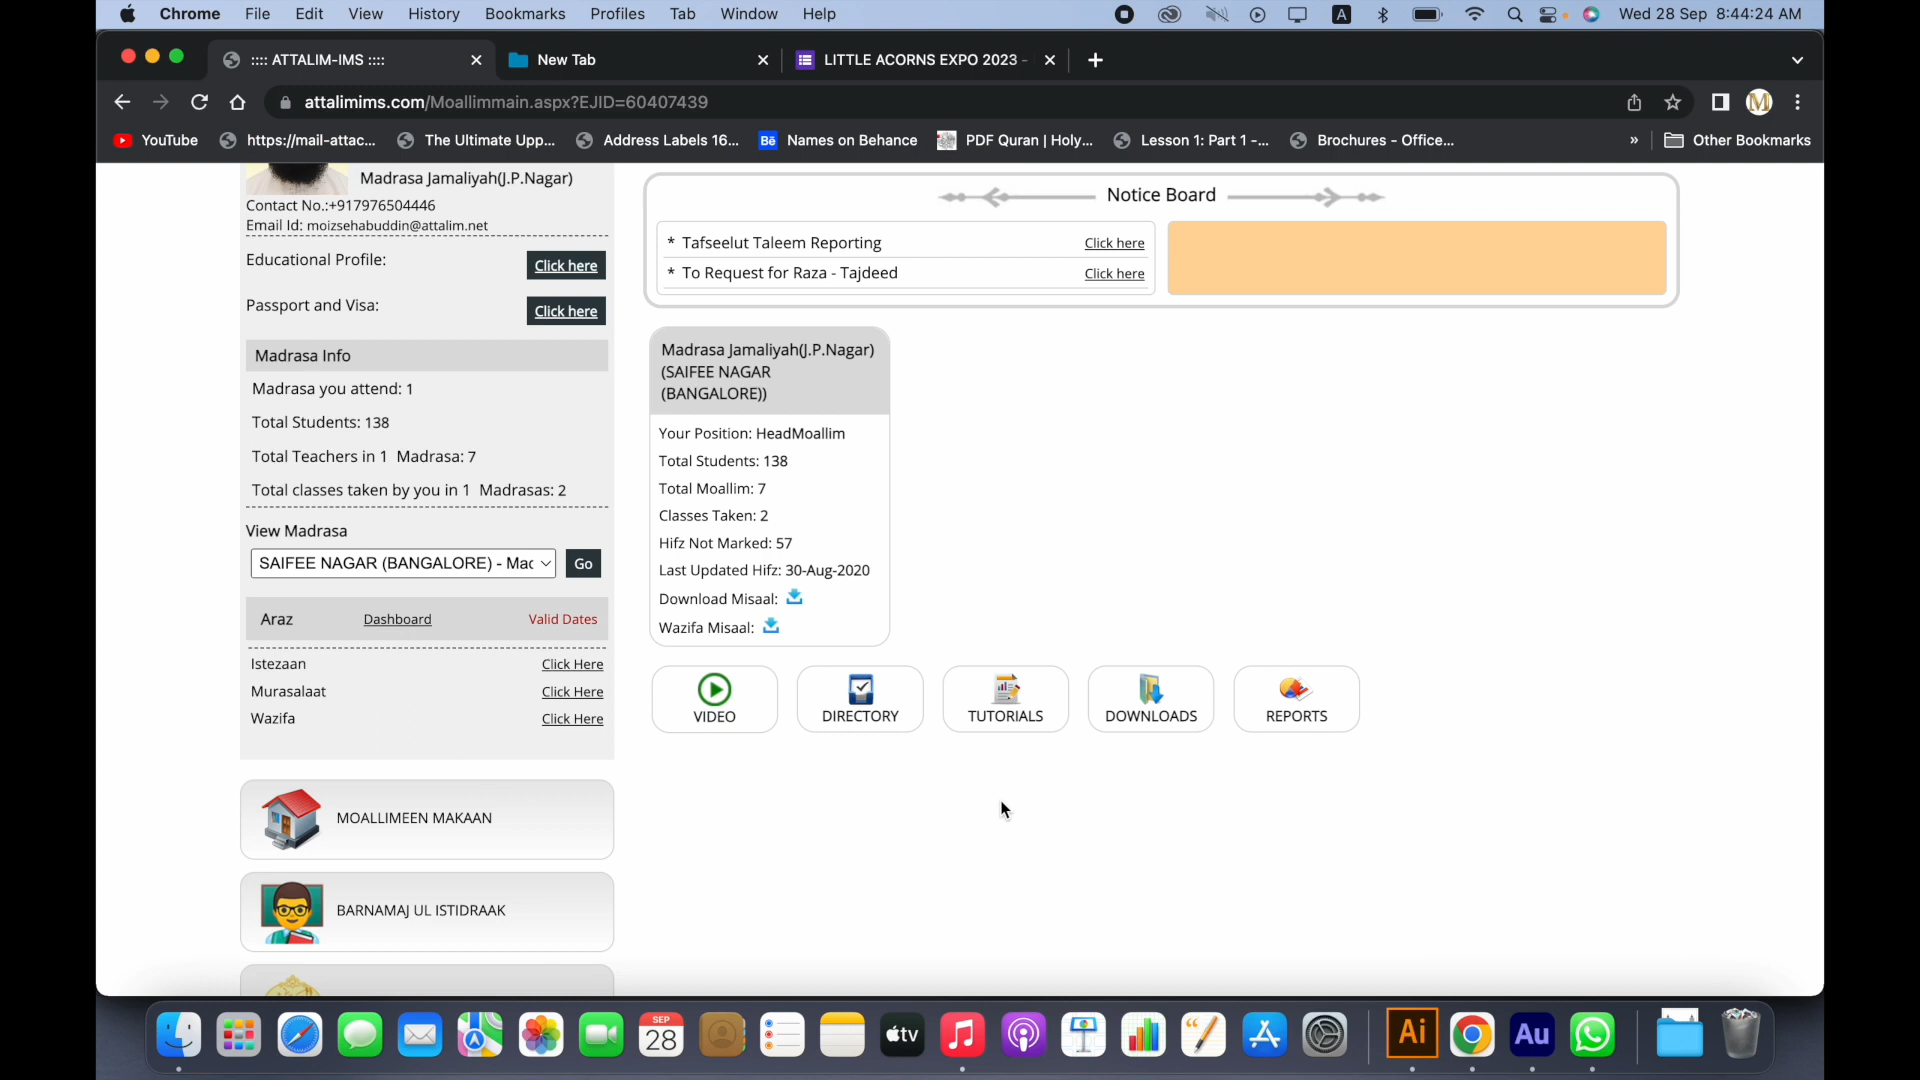 Chrome File Edit View History Bookmarks Profiles Tab Window Help A Wed 28 Sep 8:44:24 AM
:::: ATTALIM-IMS :::: New Tab LITTLE ACORNS EXPO 2023 -
attalimims.com/Moallimmain.aspx?EJID=60407439 M
YouTube https://mail-attac... The Ultimate Upp... Address Labels 16... Bē Names on Behance PDF Quran | Holy... Lesson 1: Part 1 -... Brochures - Office... » Other Bookmarks
Madrasa Jamaliyah(J.P.Nagar)
Contact No.:+917976504446
Email Id: moizsehabuddin@attalim.net
Educational Profile: Click here
Passport and Visa: Click here
Madrasa Info
Madrasa you attend: 1
Total Students: 138
Total Teachers in 1 Madrasa: 7
Total classes taken by you in 1 Madrasas: 2
View Madrasa
SAIFEE NAGAR (BANGALORE) - Mac Go
Araz Dashboard Valid Dates
Istezaan Click Here
Murasalaat Click Here
Wazifa Click Here
MOALLIMEEN MAKAAN
BARNAMAJ UL ISTIDRAAK
Notice Board
* Tafseelut Taleem Reporting Click here
* To Request for Raza - Tajdeed Click here
Madrasa Jamaliyah(J.P.Nagar)
(SAIFEE NAGAR
(BANGALORE))
Your Position: HeadMoallim
Total Students: 138
Total Moallim: 7
Classes Taken: 2
Hifz Not Marked: 57
Last Updated Hifz: 30-Aug-2020
Download Misaal:
Wazifa Misaal:
VIDEO DIRECTORY TUTORIALS DOWNLOADS REPORTS
SEP
28
tv
Ai
Au